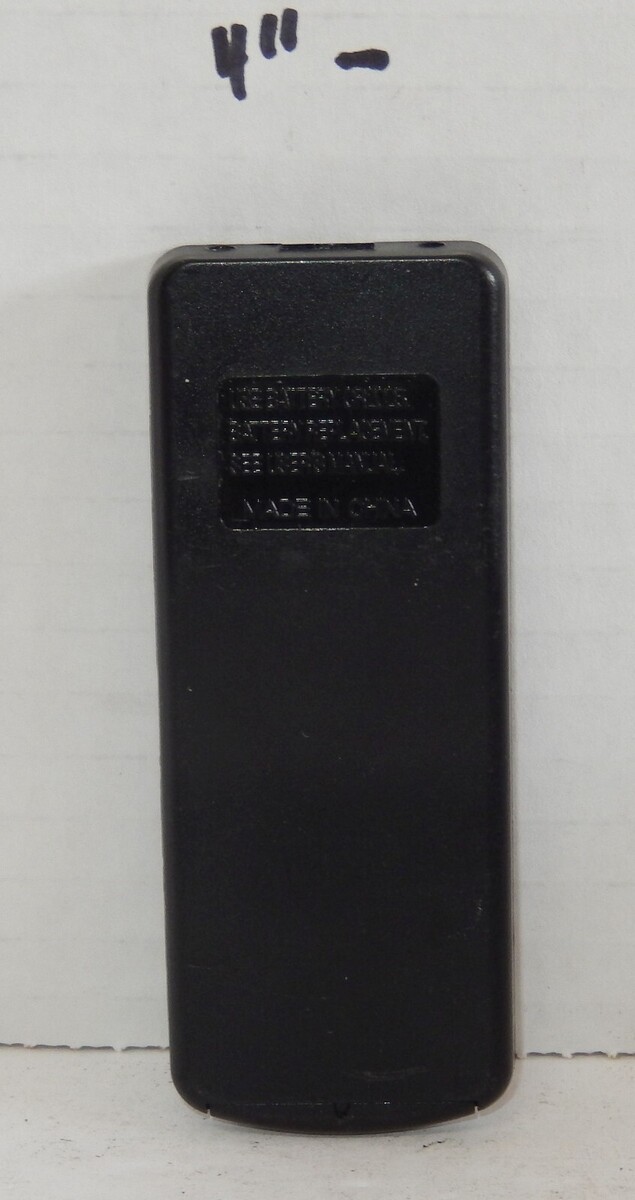 4" -
USE BATTERY CR2025.
BATTERY REPLACEMENT,
SEE USER'S MANUAL.
MADE IN CHINA